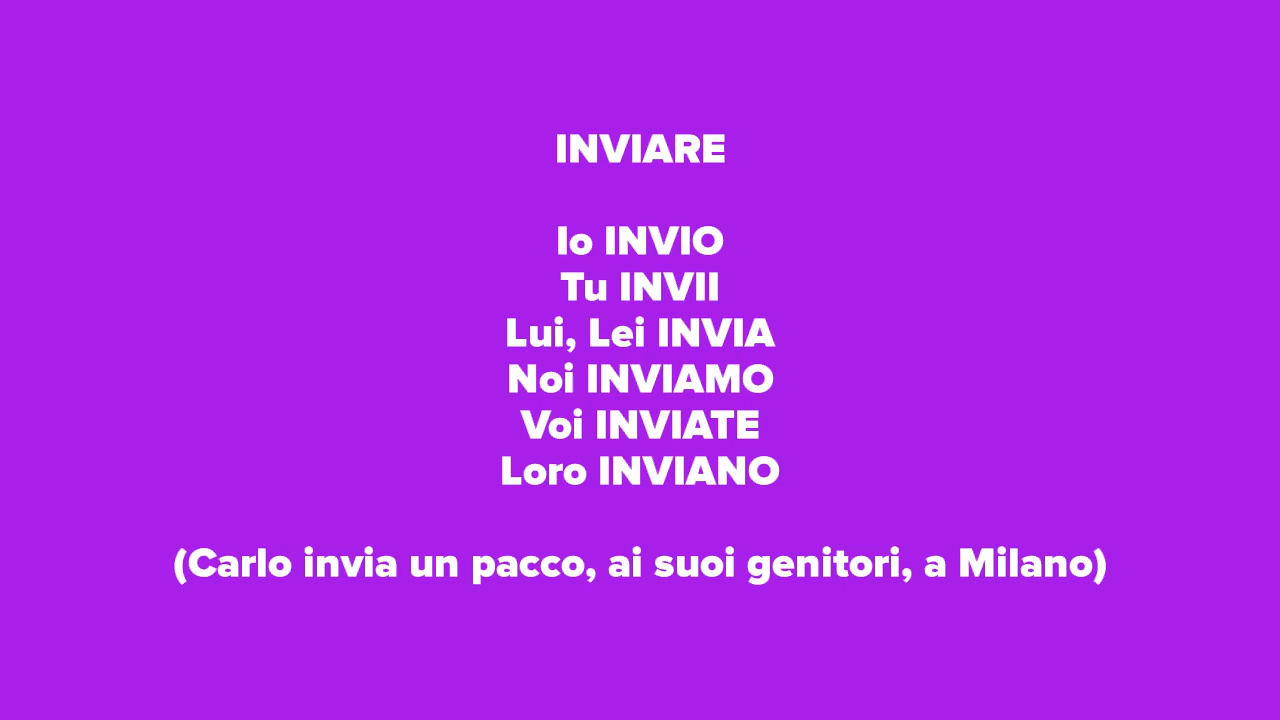 INVIARE
Io INVIO
Tu INVII
Lui, Lei INVIA
Noi INVIAMO
Voi INVIATE
Loro INVIANO
(Carlo invia un pacco, ai suoi genitori, a Milano)